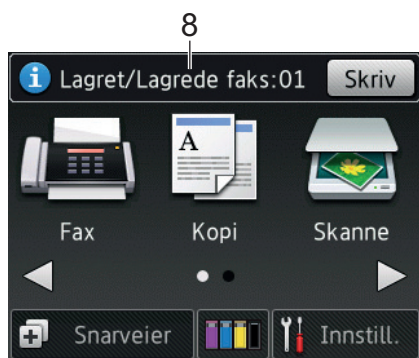 8
Lagret/Lagrede faks:01 Skriv
A
Fax Kopi Skanne
Snarveier Innstill.